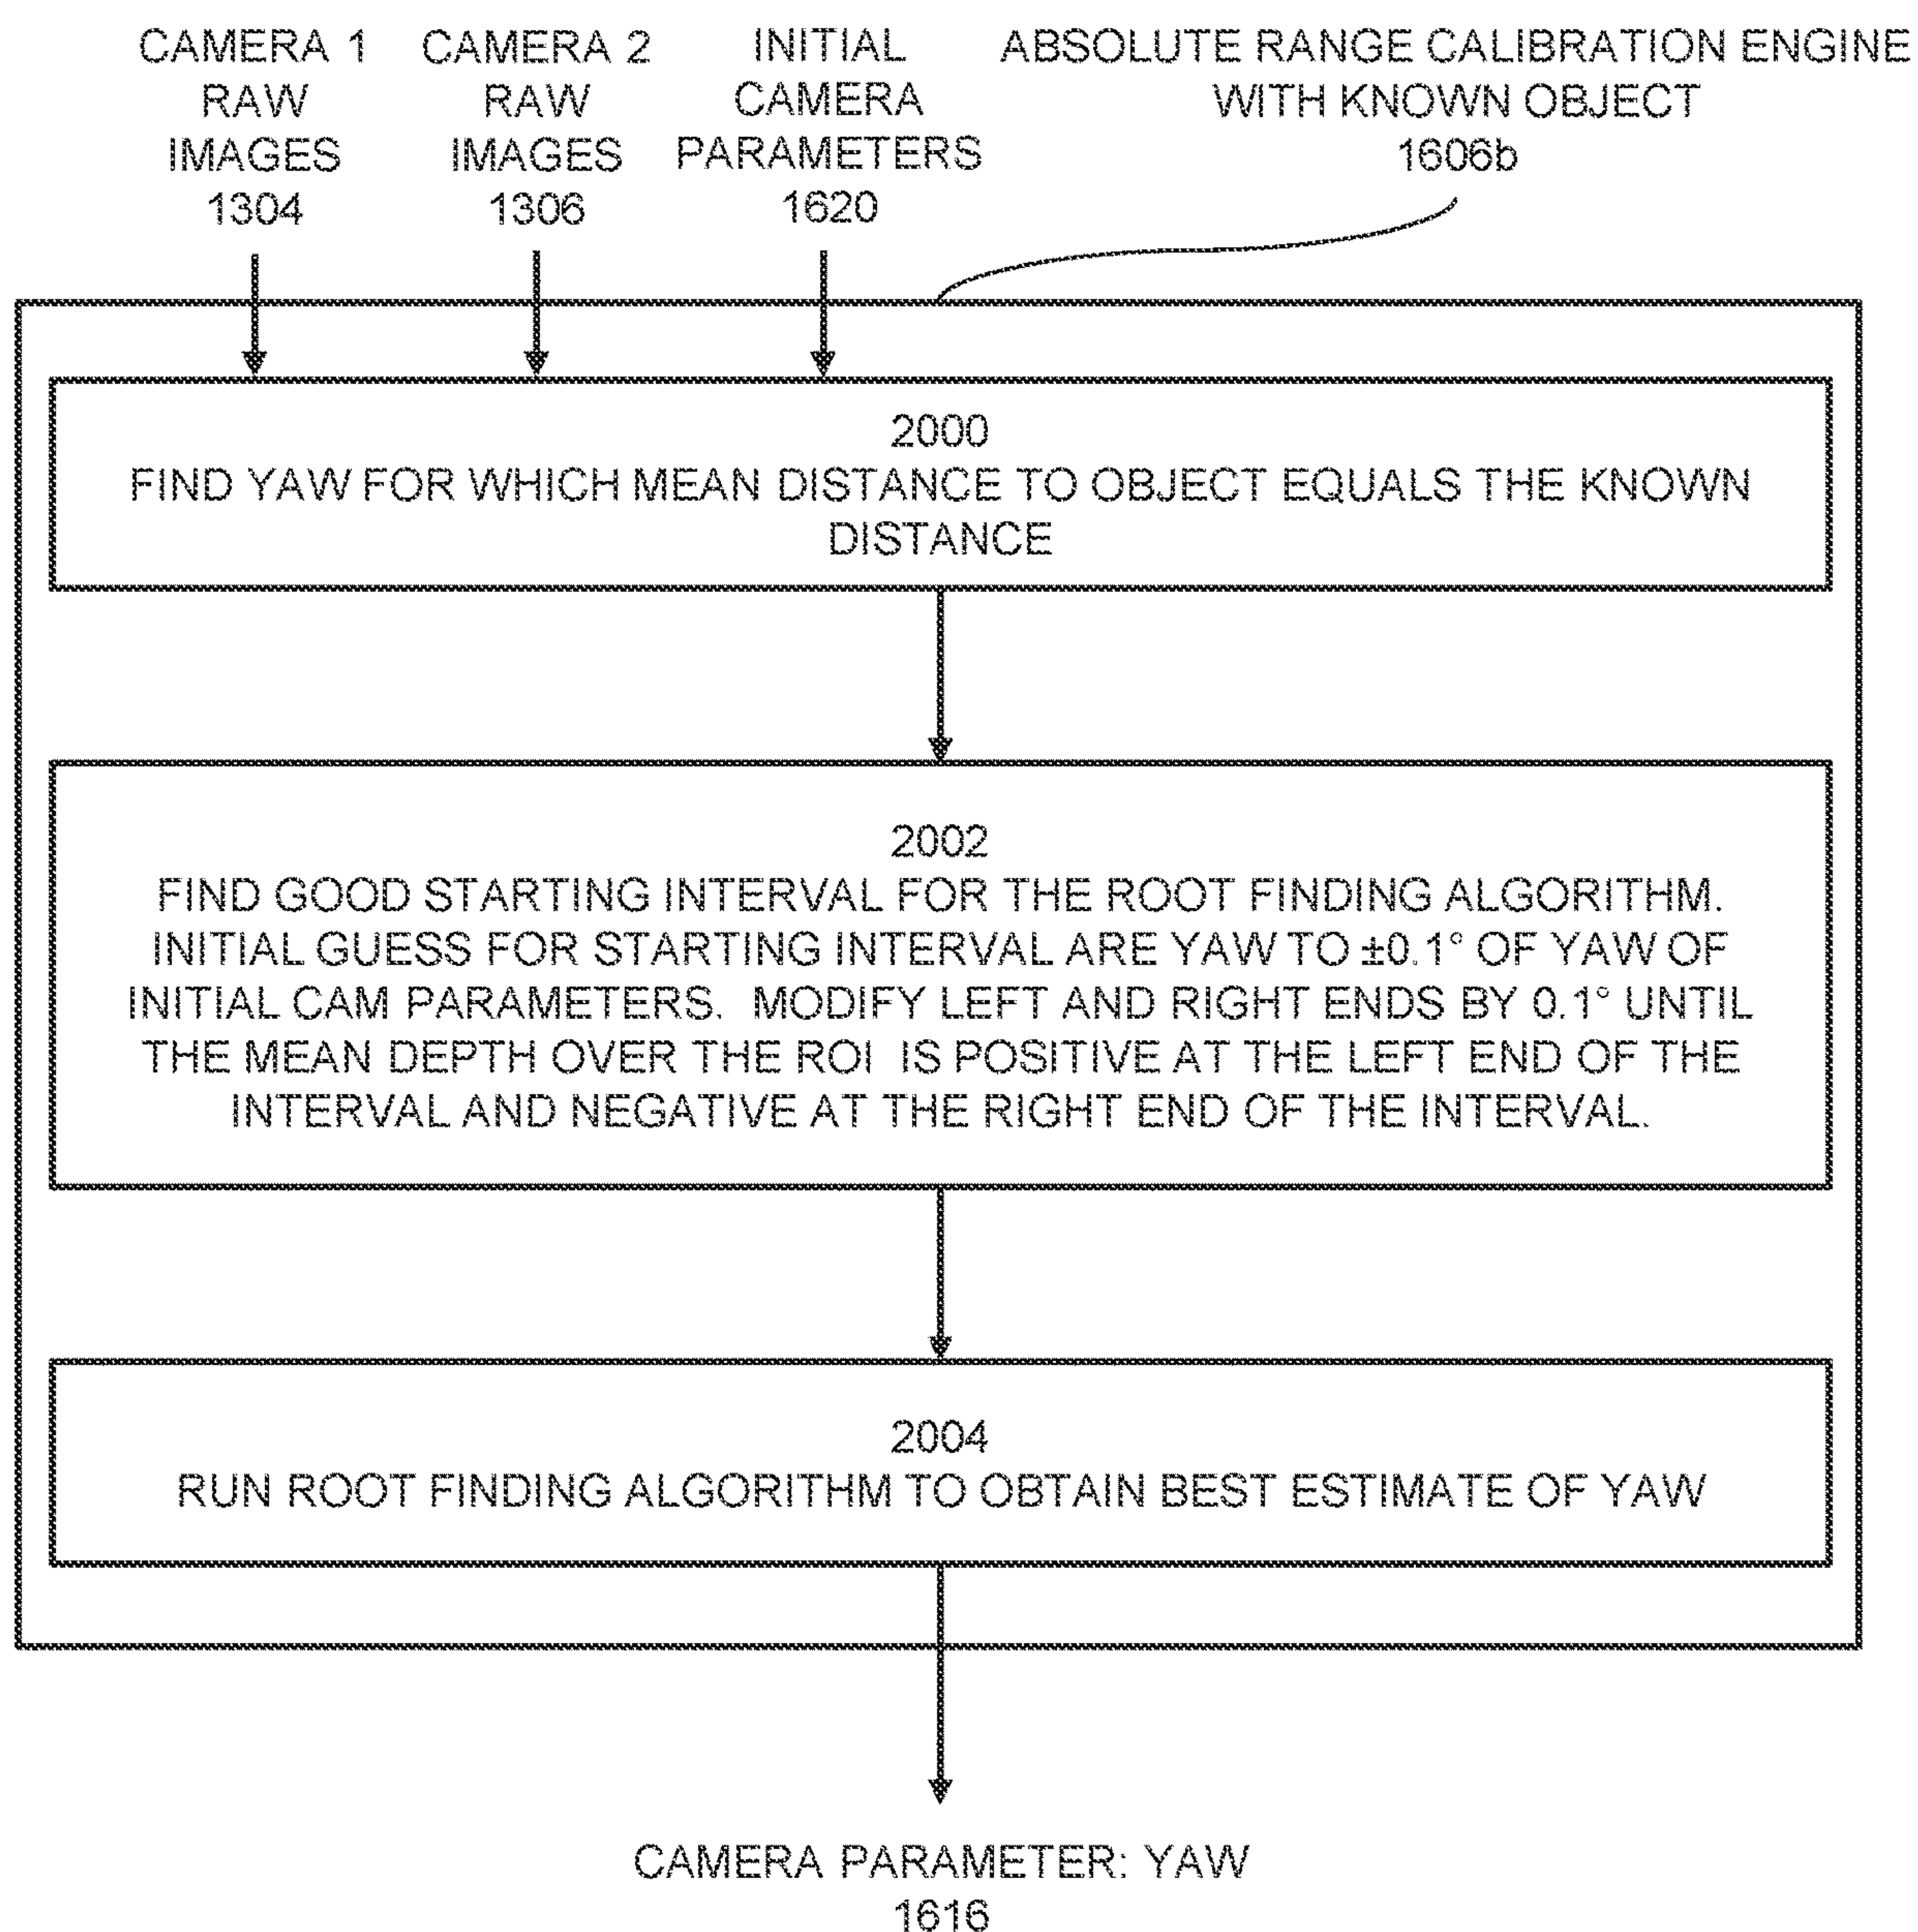 CAMERA 1
RAW
IMAGES
1304
CAMERA 2
RAW
IMAGES
1306
INITIAL
CAMERA
PARAMETERS
1620
ABSOLUTE RANGE CALIBRATION ENGINE
WITH KNOWN OBJECT
1606b
2000
FIND YAW FOR WHICH MEAN DISTANCE TO OBJECT EQUALS THE KNOWN
DISTANCE
2002
FIND GOOD STARTING INTERVAL FOR THE ROOT FINDING ALGORITHM.
INITIAL GUESS FOR STARTING INTERVAL ARE YAW TO ±0.1° OF YAW OF
INITIAL CAM PARAMETERS. MODIFY LEFT AND RIGHT ENDS BY 0.1° UNTIL
THE MEAN DEPTH OVER THE ROI IS POSITIVE AT THE LEFT END OF THE
INTERVAL AND NEGATIVE AT THE RIGHT END OF THE INTERVAL.
2004
RUN ROOT FINDING ALGORITHM TO OBTAIN BEST ESTIMATE OF YAW
CAMERA PARAMETER: YAW
1616